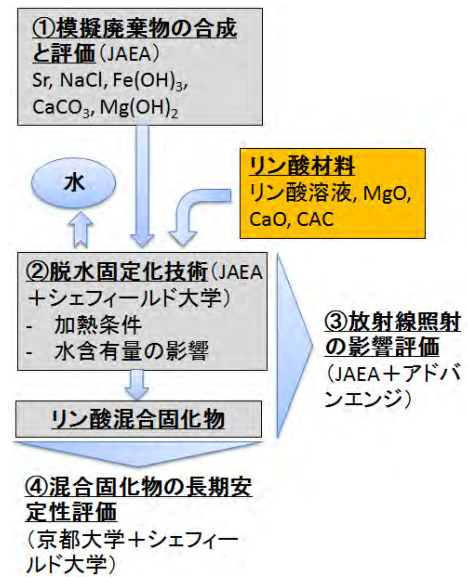 ①模擬廃棄物の合成
と評価(JAEA)
Sr, NaCl, Fe(OH)₃,
CaCO₃, Mg(OH)₂
水
リン酸材料
リン酸溶液, MgO,
CaO, CAC
②脱水固定化技術(JAEA
+シェフィールド大学)
- 加熱条件
- 水含有量の影響
③放射線照射
の影響評価
(JAEA+アドバ
ンエンジ)
リン酸混合固化物
④混合固化物の長期安
定性評価
(京都大学+シェフィー
ルド大学)